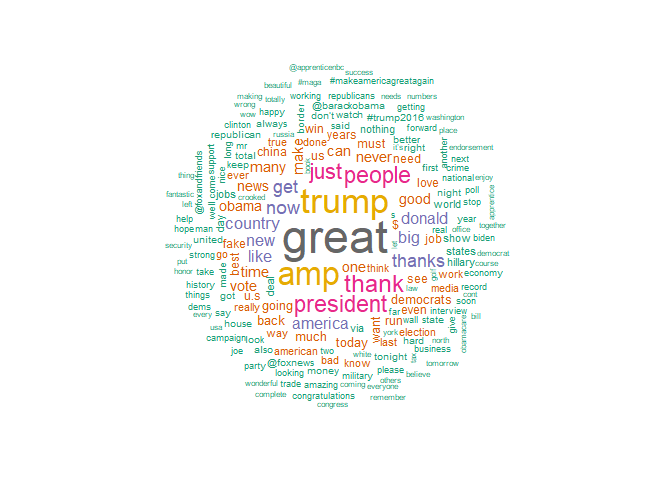 @apprenticenbc
success
beautiful #maga #makeamericagreatagain
making totally working republicans needs numbers
wrong @barackobama getting
wow happy border don't watch #trump2016 washington
clinton always win said nothing forward place
republican russia true done years must better endorsement
mr long china us can never it's right another next
@foxandfriends total make just people need first crime
thing keep many love national enjoy
support ever news get trump good night poll apprentice
fantastic welcome nice jobs crooked obama now world stop
left day country great s $ donald year together
help hope man new let big job real office
united fake like amp thanks show biden
security strong go best one think states democrat
put take made time thank see hillary course
honor history deal golf work economy
things got vote u.s president law media record cont
dems really going democrats soon
every say back america via far even interview give bill
usa house way much want run wall state obamacare
campaign look today york last election north
joe also american two white know hard business
party @foxnews bad tonight tax tomorrow
looking money military please believe
wonderful trade amazing coming everyone others
complete congratulations remember
congress